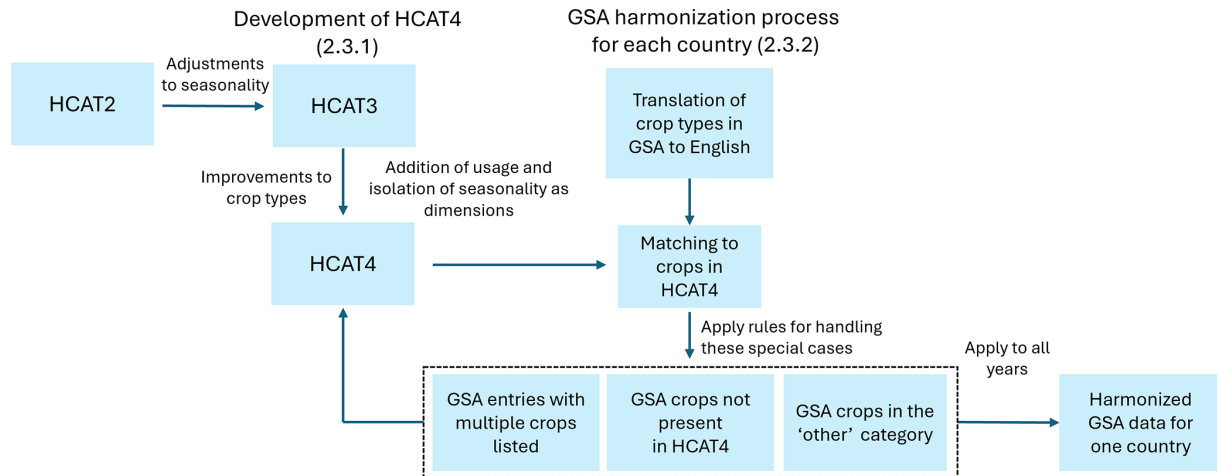 Development of HCAT4
(2.3.1)
GSA harmonization process
for each country (2.3.2)
HCAT2
Adjustments
to seasonality
HCAT3
Translation of
crop types in
GSA to English
Improvements to
crop types
Addition of usage and
isolation of seasonality as
dimensions
HCAT4
Matching to
crops in
HCAT4
Apply rules for handling
these special cases
Apply to all
years
GSA entries with
multiple crops
listed
GSA crops not
present
in HCAT4
GSA crops in the
‘other’ category
Harmonized
GSA data for
one country